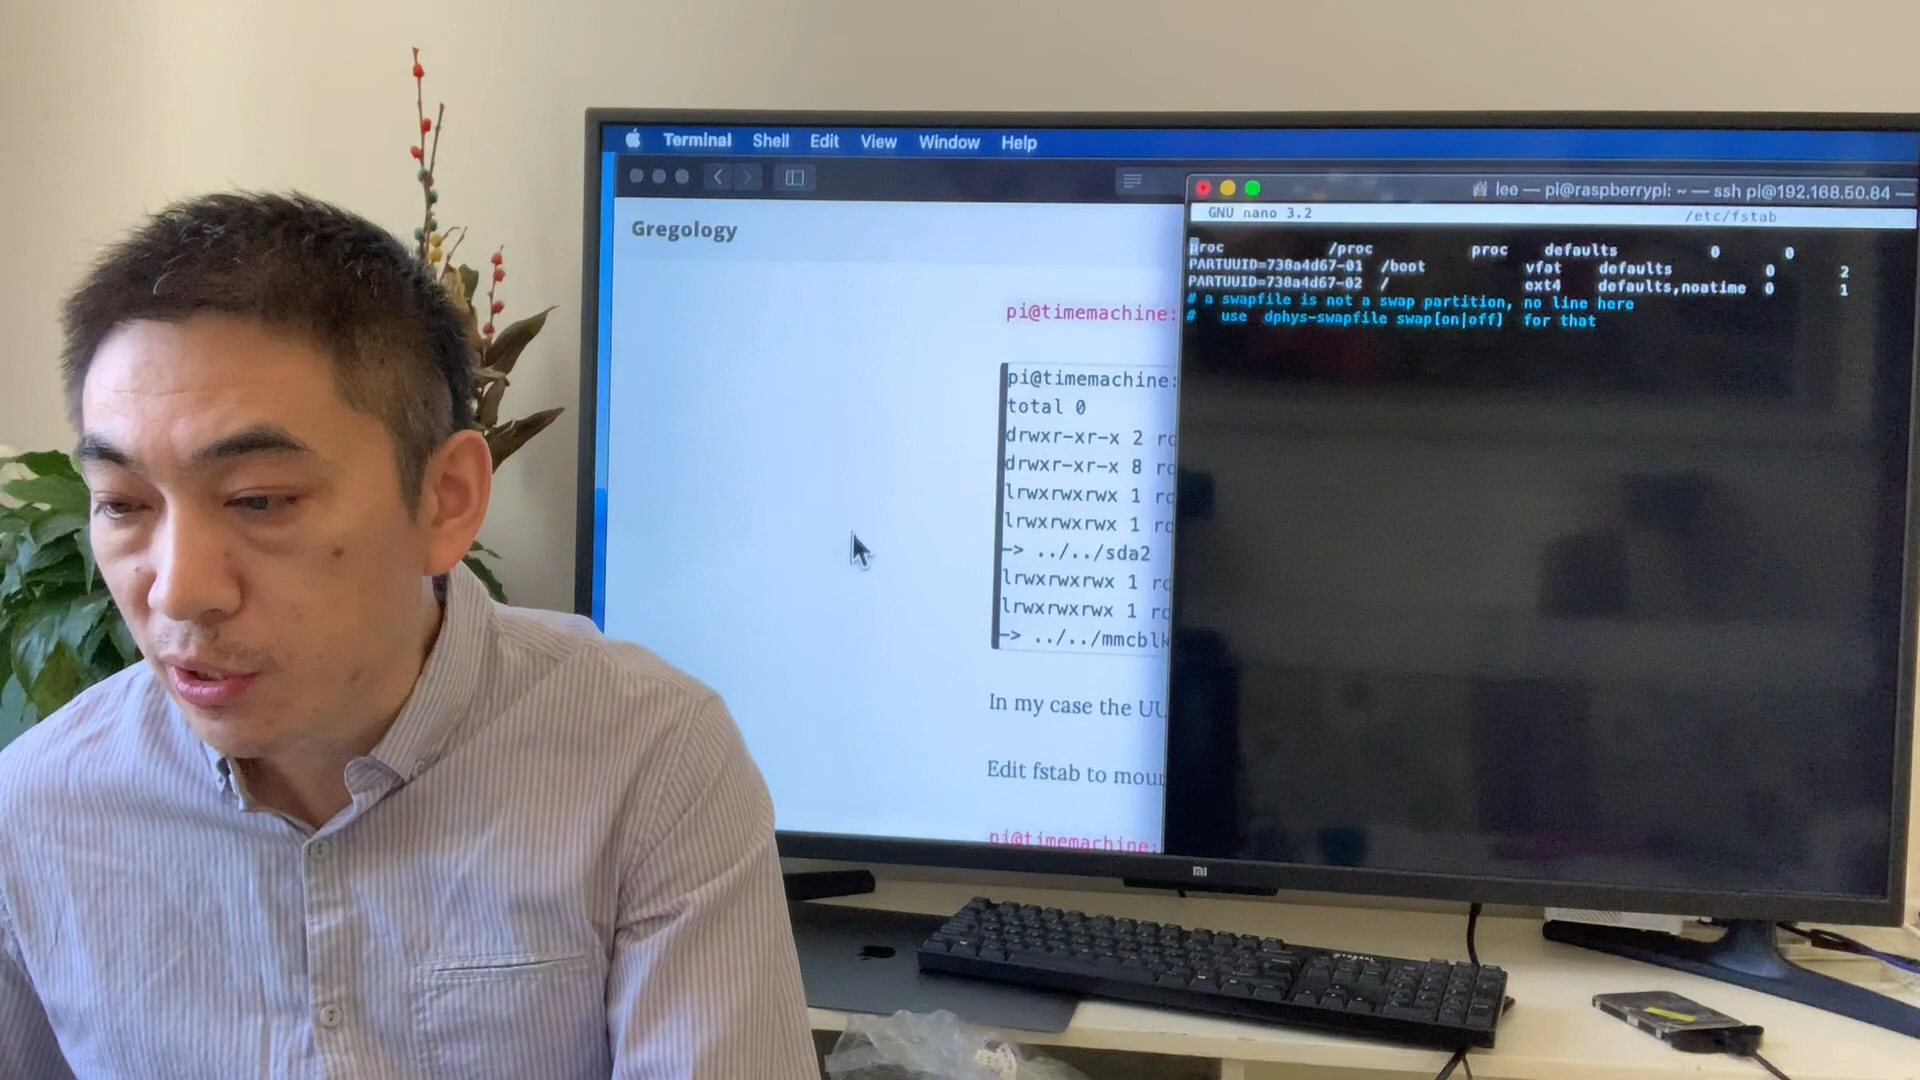 Terminal Shell Edit View Window Help
lee — pi@raspberrypi: ~ — ssh pi@192.168.50.84 —
GNU nano 3.2 /etc/fstab
proc /proc proc defaults 0 0
PARTUUID=738a4d67-01 /boot vfat defaults 0 2
PARTUUID=738a4d67-02 / ext4 defaults,noatime 0 1
# a swapfile is not a swap partition, no line here
# use dphys-swapfile swap[on|off] for that
Gregology
pi@timemachine:
pi@timemachine:
total 0
drwxr-xr-x 2
drwxr-xr-x 8
lrwxrwxrwx 1
lrwxrwxrwx 1
-> ../../sda2
lrwxrwxrwx 1
lrwxrwxrwx 1
-> ../../mmcblk
In my case the
Edit fstab to
pi@timemachine:
mi